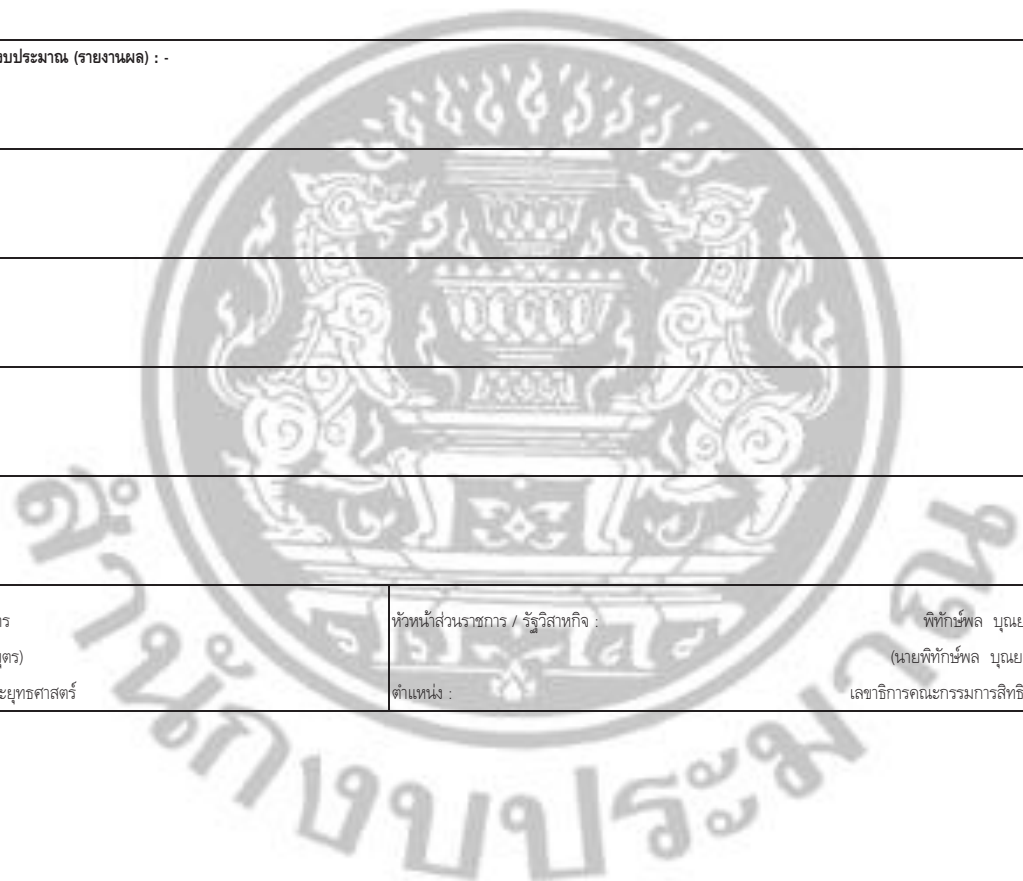 งบประมาณ (รายงานผล) : -
หัวหน้าส่วนราชการ / รัฐวิสาหกิจ : พิทักษ์พล บุณย
(นายพิทักษ์พล บุณย
ะยุทธศาสตร์ ตำแหน่ง : เลขาธิการคณะกรรมการสิทธิ
สำนักงบประมาณ